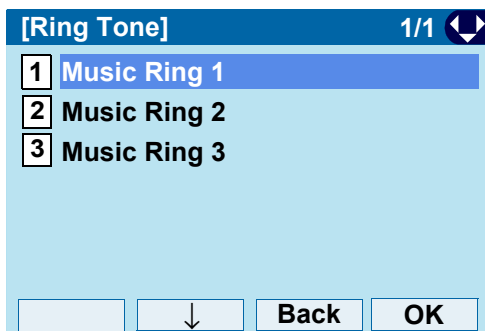 [Ring Tone] 1/1
1 Music Ring 1
2 Music Ring 2
3 Music Ring 3
↓ Back OK